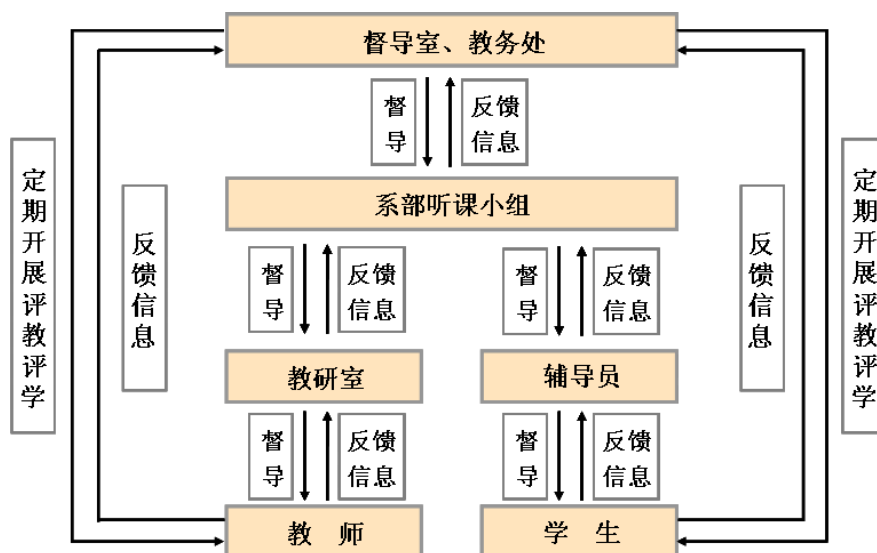 督导室、教务处
督导
反馈信息
系部听课小组
定期开展评教评学
反馈信息
督导
反馈信息
督导
反馈信息
反馈信息
定期开展评教评学
教研室
辅导员
督导
反馈信息
督导
反馈信息
教 师
学 生